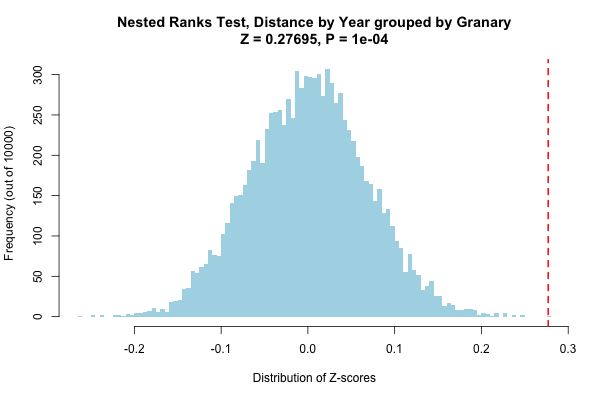 Nested Ranks Test, Distance by Year grouped by Granary
Z = 0.27695, P = 1e-04
Frequency (out of 10000)
300
250
200
150
100
50
0
-0.2 -0.1 0.0 0.1 0.2 0.3
Distribution of Z-scores